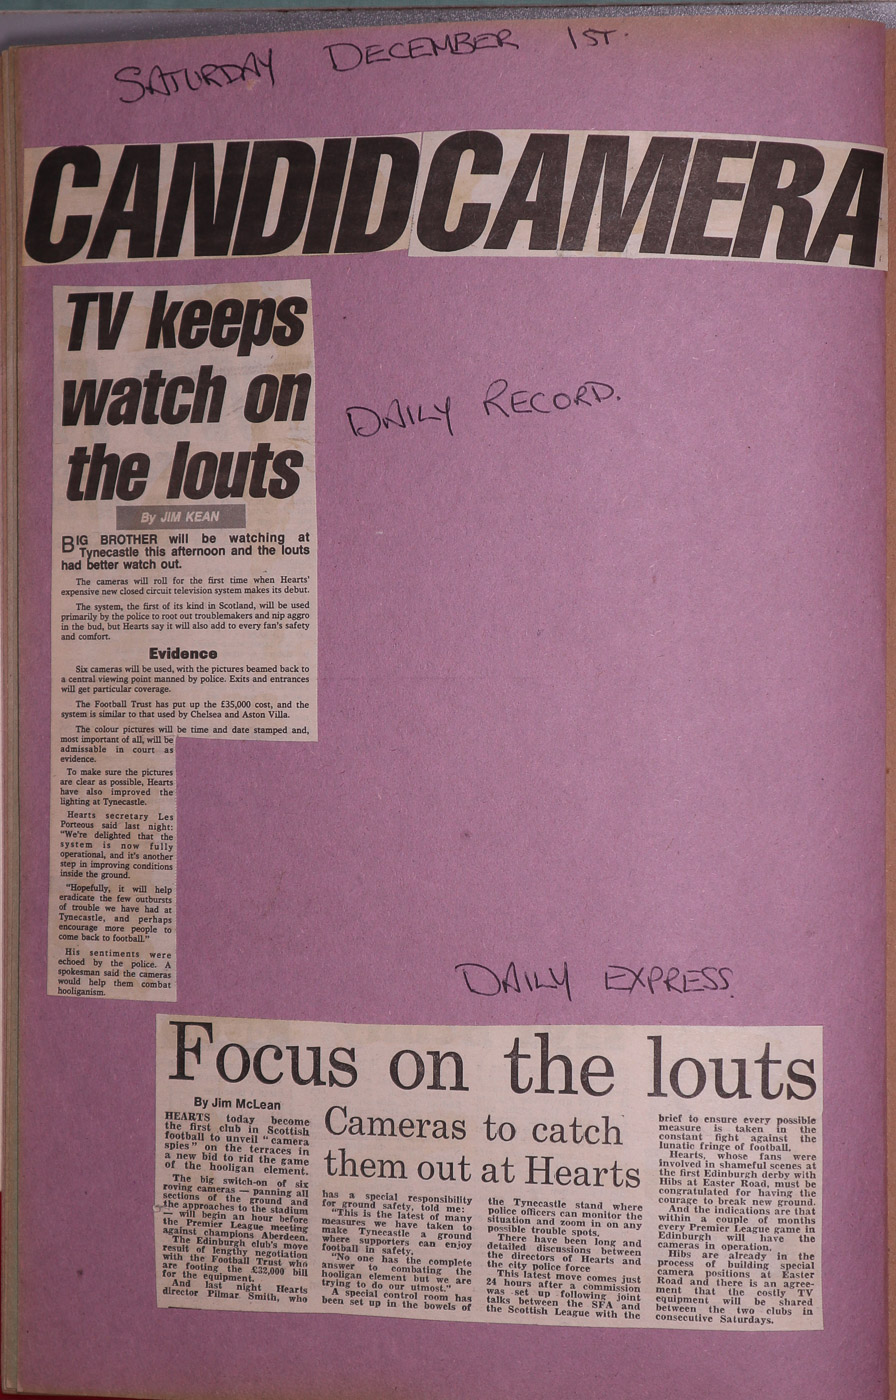 SATURDAY DECEMBER 1ST.
CANDID CAMERA
TV keeps
watch on
the louts
By JIM KEAN
BIG BROTHER will be watching at
Tynecastle this afternoon and the louts
had better watch out.
The cameras will roll for the first time when Hearts'
expensive new closed circuit television system makes its debut.
The system, the first of its kind in Scotland, will be used
primarily by the police to root out troublemakers and nip aggro
in the bud, but Hearts say it will also add to every fan's safety
and comfort.
Evidence
Six cameras will be used, with the pictures beamed back to
a central viewing point manned by police. Exits and entrances
will get particular coverage.
The Football Trust has put up the £35,000 cost, and the
system is similar to that used by Chelsea and Aston Villa.
The colour pictures will be time and date stamped and,
most important of all, will be
admissable in court as
evidence.
To make sure the pictures
are clear as possible, Hearts
have also improved the
lighting at Tynecastle.
Hearts secretary Les
Porteous said last night:
"We're delighted that the
system is now fully
operational, and it's another
step in improving conditions
inside the ground.
"Hopefully, it will help
eradicate the few outbursts
of trouble we have had at
Tynecastle, and perhaps
encourage more people to
come back to football."
His sentiments were
echoed by the police. A
spokesman said the cameras
would help them combat
hooliganism.
DAILY RECORD.
DAILY EXPRESS.
Focus on the louts
By Jim McLean
Cameras to catch
them out at Hearts
HEARTS today become
the first club in Scottish
football to unveil "camera
spies" on the terraces in
a new bid to rid the game
of the hooligan element.
The big switch-on of six
roving cameras — panning all
sections of the ground and
the approaches to the stadium
— will begin an hour before
the Premier League meeting
against champions Aberdeen.
The Edinburgh club's move
result of lengthy negotiation
with the Football Trust who
are footing the £32,000 bill
for the equipment.
And last night Hearts
director Pilmar Smith, who
has a special responsibility
for ground safety, told me:
"This is the latest of many
measures we have taken to
make Tynecastle a ground
where supporters can enjoy
football in safety.
"No one has the complete
answer to combating the
hooligan element but we are
trying to do our utmost."
A special control room has
been set up in the bowels of
the Tynecastle stand where
police officers can monitor the
situation and zoom in on any
possible trouble spots.
There have been long and
detailed discussions between
the directors of Hearts and
the city police force
This latest move comes just
24 hours after a commission
was set up following joint
talks between the SFA and
the Scottish League with the
brief to ensure every possible
measure is taken in the
constant fight against the
lunatic fringe of football.
Hearts, whose fans were
involved in shameful scenes at
the first Edinburgh derby with
Hibs at Easter Road, must be
congratulated for having the
courage to break new ground.
And the indications are that
within a couple of months
every Premier League game in
Edinburgh will have the
cameras in operation.
Hibs are already in the
process of building special
camera positions at Easter
Road and there is an agree-
ment that the costly TV
equipment will be shared
between the two clubs in
consecutive Saturdays.